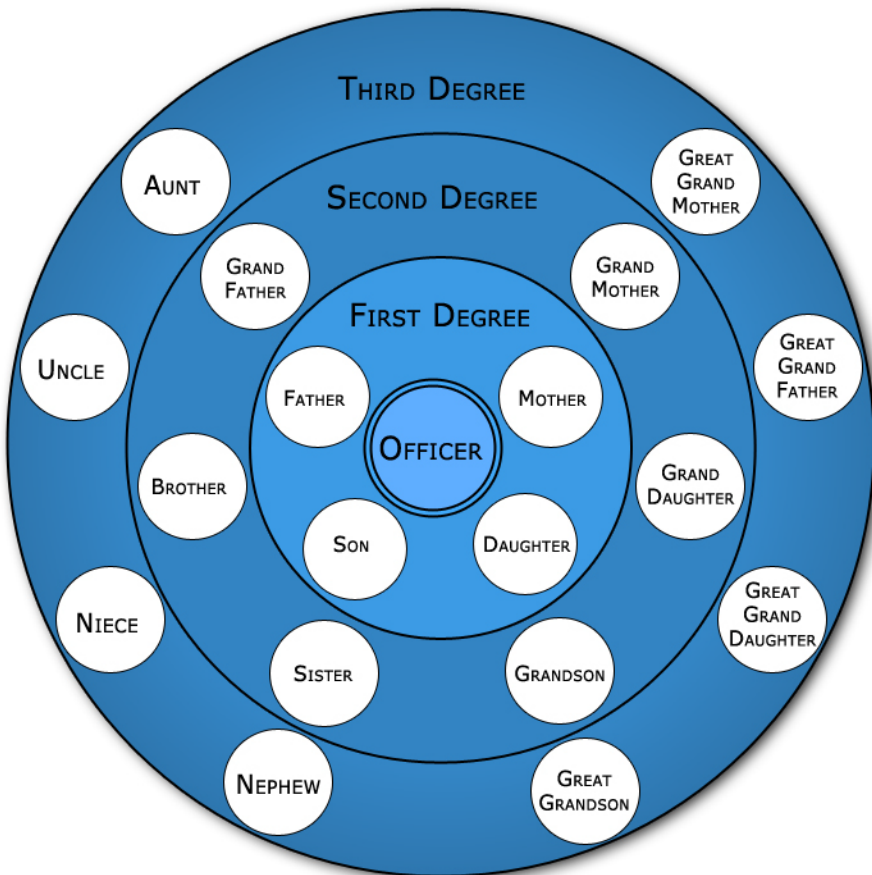 Third Degree
Aunt
Great
Grand
Mother
Second Degree
Grand
Father
Grand
Mother
First Degree
Uncle
Great
Grand
Father
Father
Mother
Officer
Brother
Grand
Daughter
Son
Daughter
Niece
Great
Grand
Daughter
Sister
Grandson
Nephew
Great
Grandson